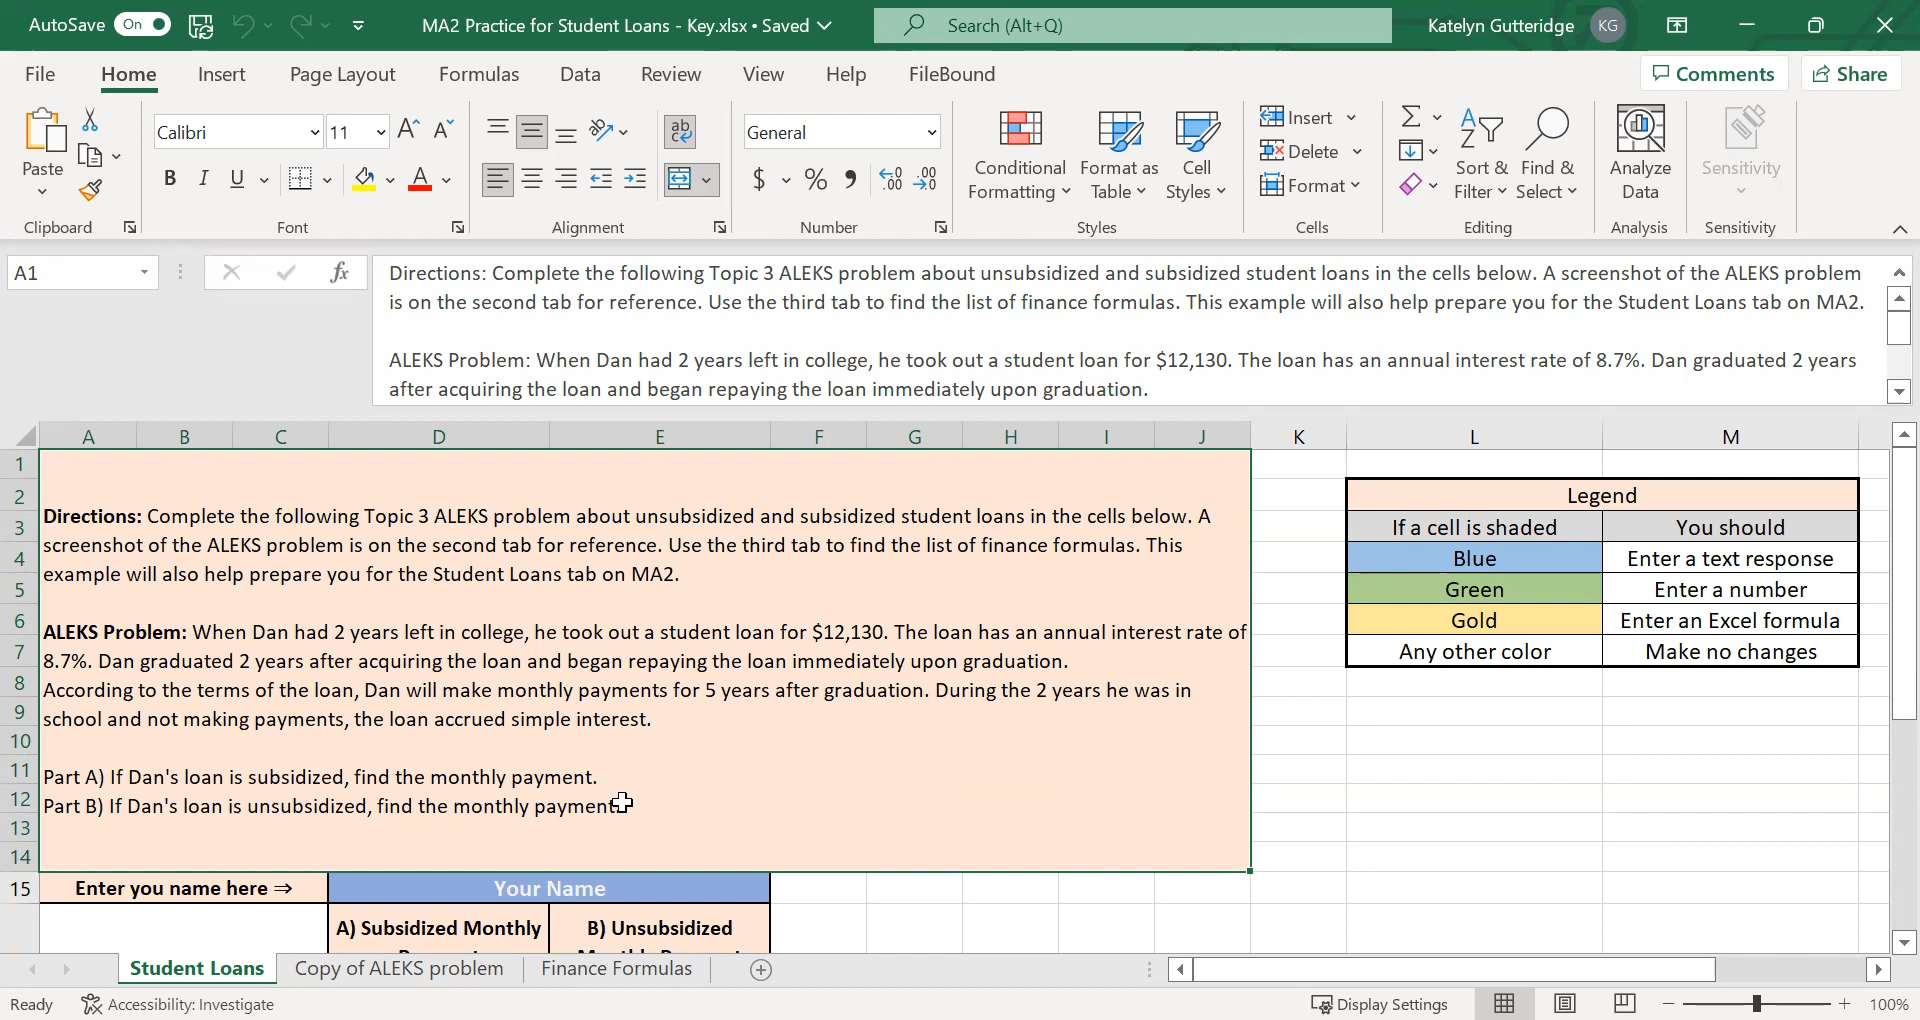 AutoSave On MA2 Practice for Student Loans - Key.xlsx • Saved Search (Alt+Q) Katelyn Gutteridge KG
File Home Insert Page Layout Formulas Data Review View Help FileBound Comments Share
Calibri 11 General
Paste Conditional Formatting Format as Table Cell Styles Insert Delete Format Sort & Filter Find & Select Analyze Data Sensitivity
Clipboard Font Alignment Number Styles Cells Editing Analysis Sensitivity
A1 fx Directions: Complete the following Topic 3 ALEKS problem about unsubsidized and subsidized student loans in the cells below. A screenshot of the ALEKS problem
is on the second tab for reference. Use the third tab to find the list of finance formulas. This example will also help prepare you for the Student Loans tab on MA2.
ALEKS Problem: When Dan had 2 years left in college, he took out a student loan for $12,130. The loan has an annual interest rate of 8.7%. Dan graduated 2 years
after acquiring the loan and began repaying the loan immediately upon graduation.
A B C D E F G H I J K L M
1
2
3
4
5
6
7
8
9
10
11
12
13
14
Directions: Complete the following Topic 3 ALEKS problem about unsubsidized and subsidized student loans in the cells below. A
screenshot of the ALEKS problem is on the second tab for reference. Use the third tab to find the list of finance formulas. This
example will also help prepare you for the Student Loans tab on MA2.
ALEKS Problem: When Dan had 2 years left in college, he took out a student loan for $12,130. The loan has an annual interest rate of
8.7%. Dan graduated 2 years after acquiring the loan and began repaying the loan immediately upon graduation.
According to the terms of the loan, Dan will make monthly payments for 5 years after graduation. During the 2 years he was in
school and not making payments, the loan accrued simple interest.
Part A) If Dan's loan is subsidized, find the monthly payment.
Part B) If Dan's loan is unsubsidized, find the monthly payment
Legend
If a cell is shaded You should
Blue Enter a text response
Green Enter a number
Gold Enter an Excel formula
Any other color Make no changes
15 Enter you name here ⇒ Your Name
A) Subsidized Monthly B) Unsubsidized
Student Loans Copy of ALEKS problem Finance Formulas
Ready Accessibility: Investigate Display Settings 100%